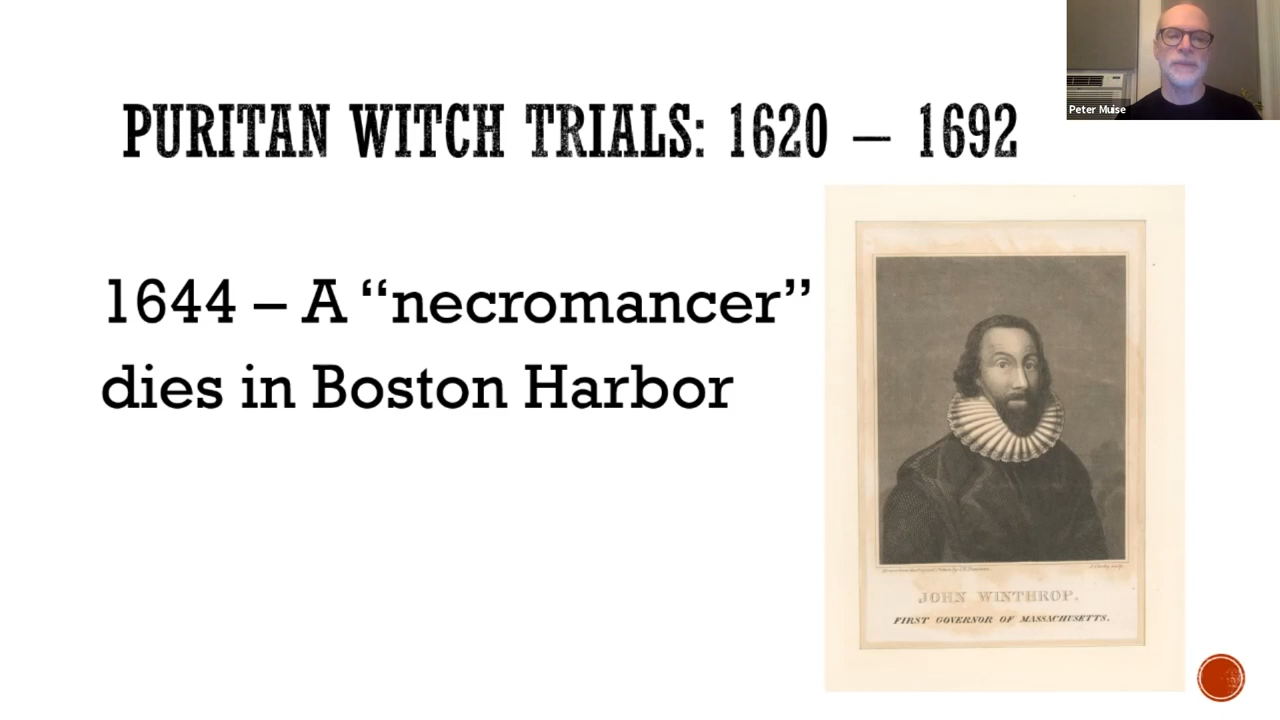 Peter Muise
PURITAN WITCH TRIALS: 1620 – 1692
1644 – A “necromancer”
dies in Boston Harbor
JOHN WINTHROP.
FIRST GOVERNOR OF MASSACHUSETTS.